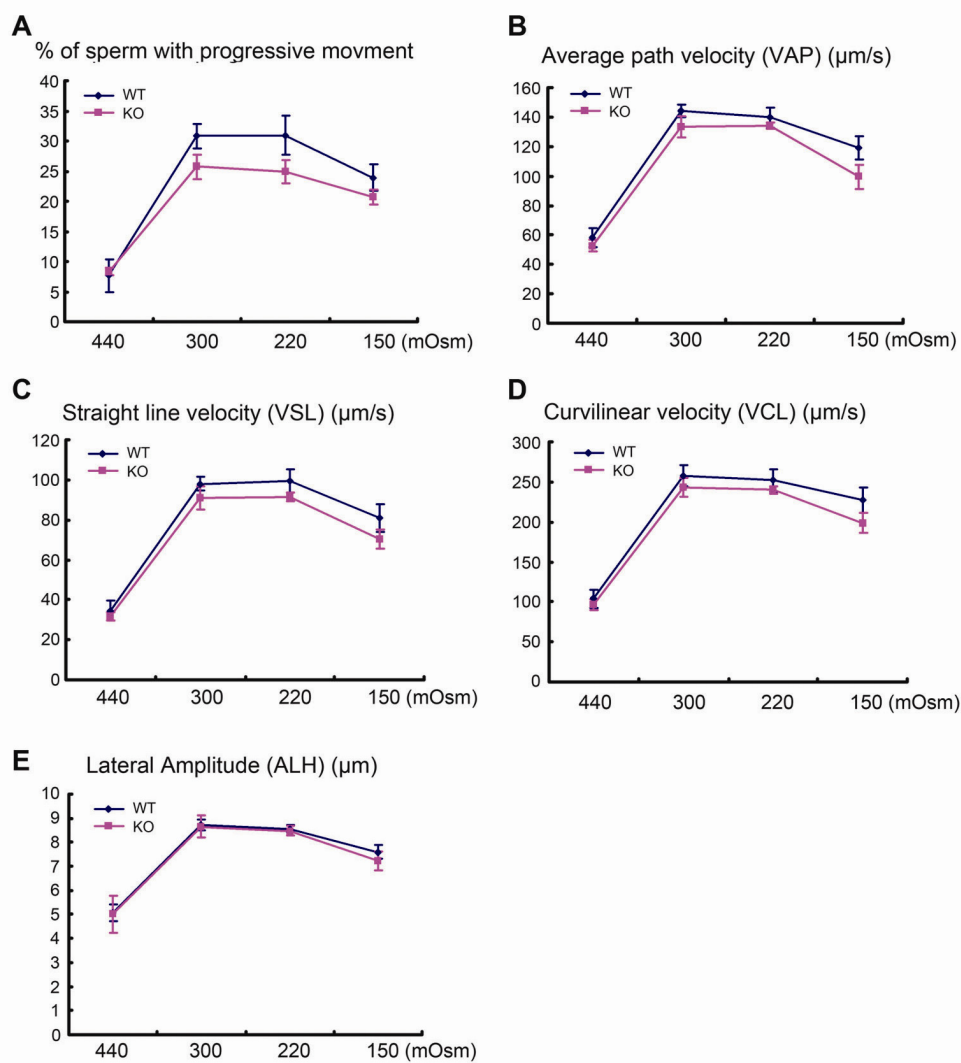 A
% of sperm with progressive movment
40
35
30
25
20
15
10
5
0
WT
KO
440 300 220 150 (mOsm)
B
Average path velocity (VAP) (µm/s)
160
140
120
100
80
60
40
20
0
WT
KO
440 300 220 150 (mOsm)
C
Straight line velocity (VSL) (µm/s)
120
100
80
60
40
20
0
WT
KO
440 300 220 150 (mOsm)
D
Curvilinear velocity (VCL) (µm/s)
300
250
200
150
100
50
0
WT
KO
440 300 220 150 (mOsm)
E
Lateral Amplitude (ALH) (µm)
10
9
8
7
6
5
4
3
2
1
0
WT
KO
440 300 220 150 (mOsm)